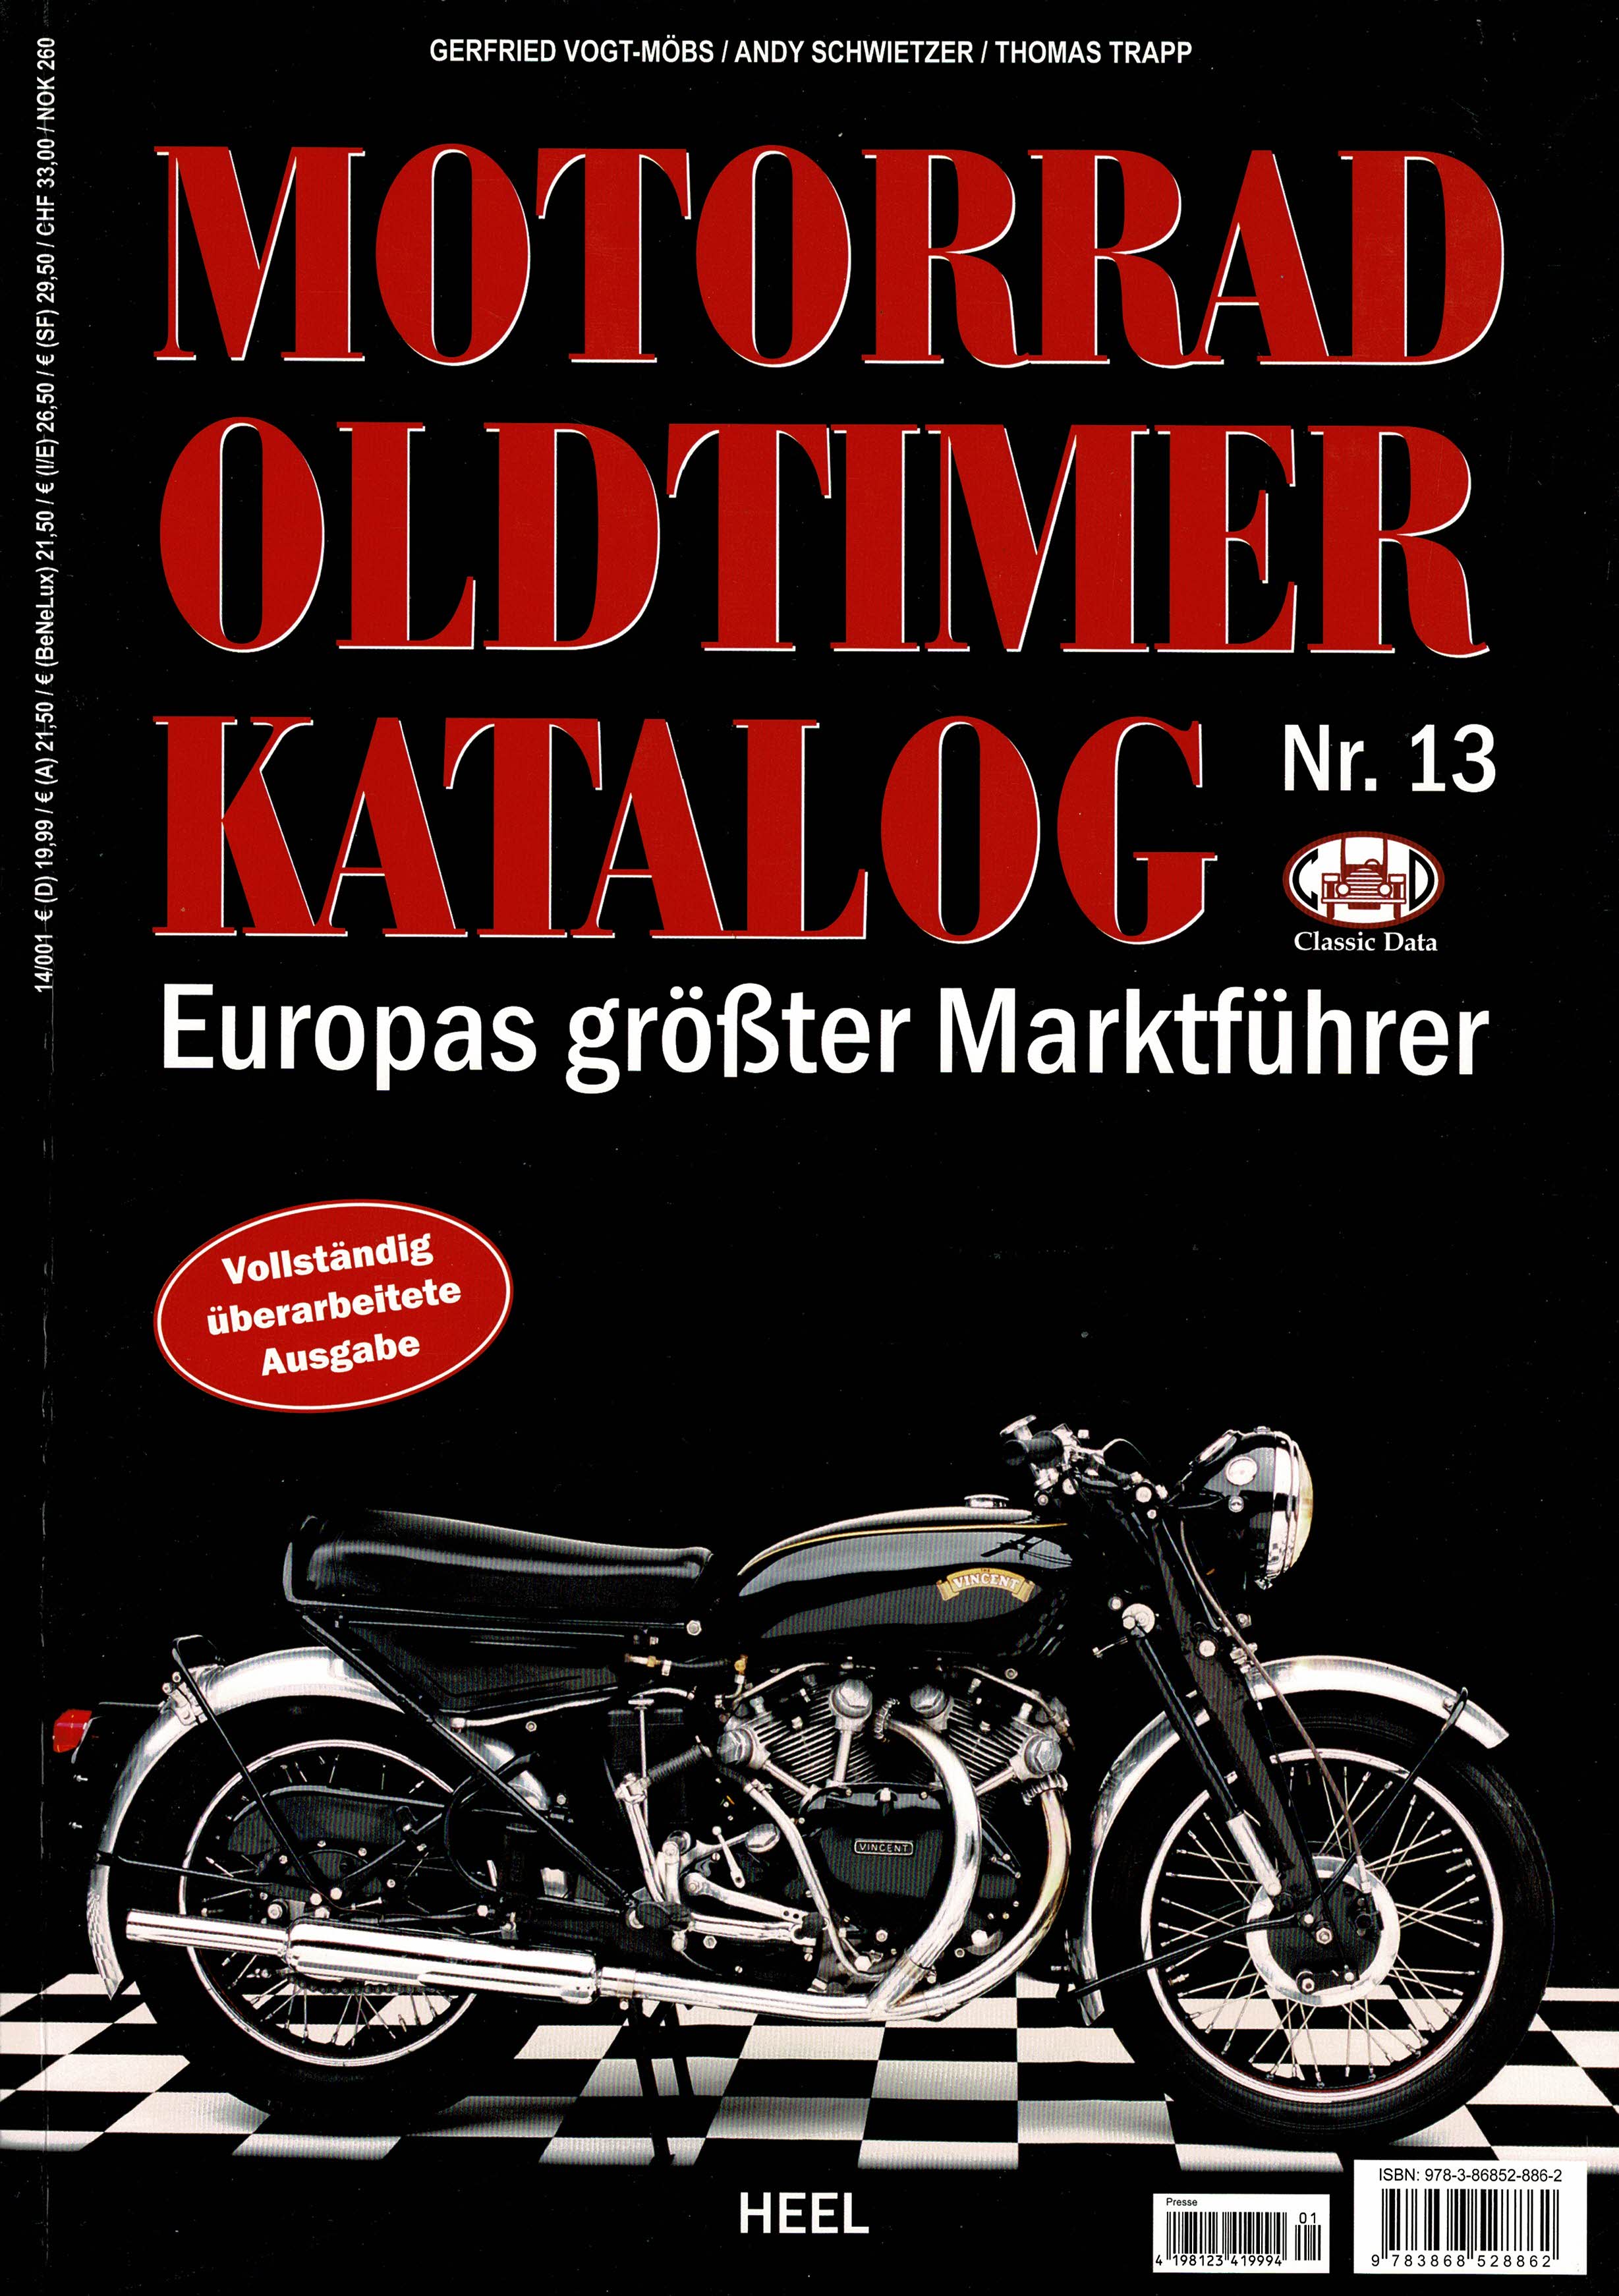 GERFRIED VOGT-MÖBS / ANDY SCHWIETZER / THOMAS TRAPP
14/001 € (D) 19,99 / € (A) 21,50 / € (BeNeLux) 21,50 / € (I/E) 26,50 / € (SF) 29,50 / CHF 33,00 / NOK 260
MOTORRAD
OLDTIMER
KATALOG
Nr. 13
C D
Classic Data
Europas größter Marktführer
Vollständig
überarbeitete
Ausgabe
VINCENT
VINCENT
HEEL
Presse
01
4 198123 419994
ISBN: 978-3-86852-886-2
9 783868 528862